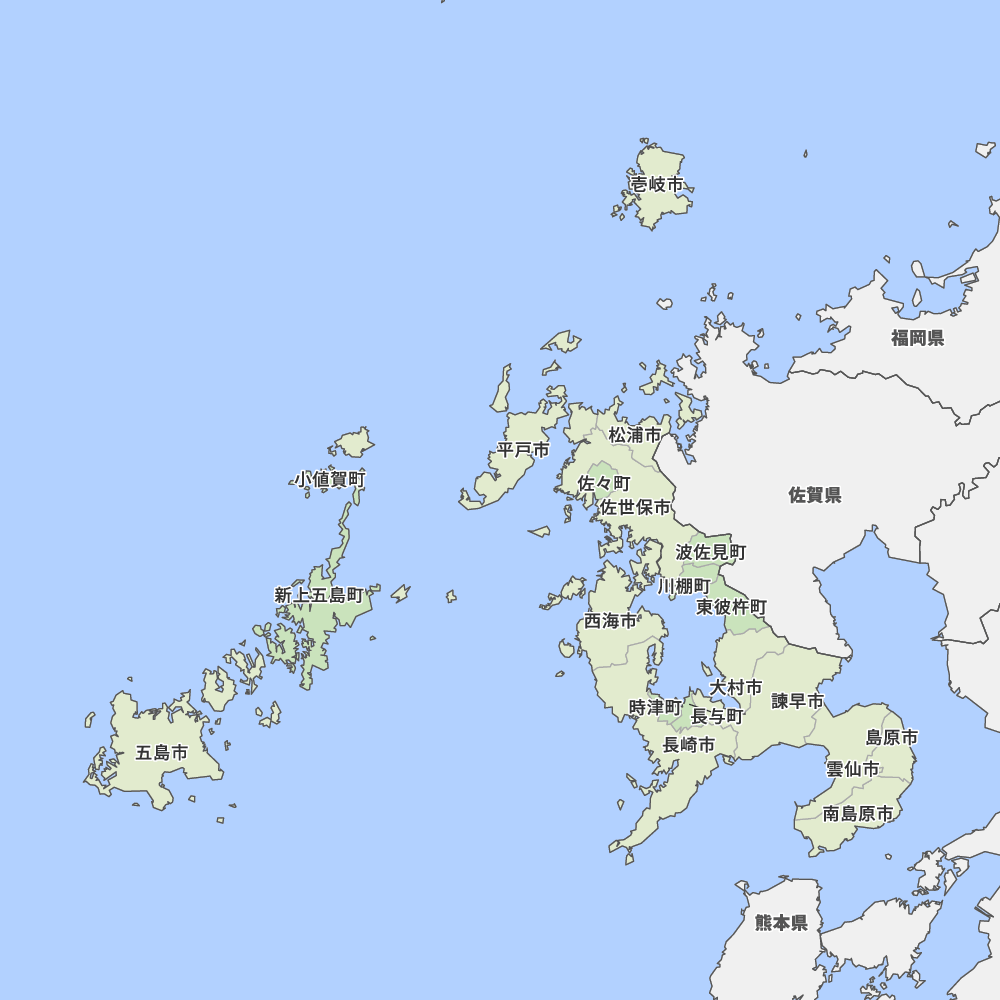 壱岐市
福岡県
松浦市
平戸市
小値賀町
佐々町
佐賀県
佐世保市
波佐見町
川棚町
新上五島町
東彼杵町
西海市
大村市
諫早市
時津町
長与町
島原市
長崎市
五島市
雲仙市
南島原市
熊本県